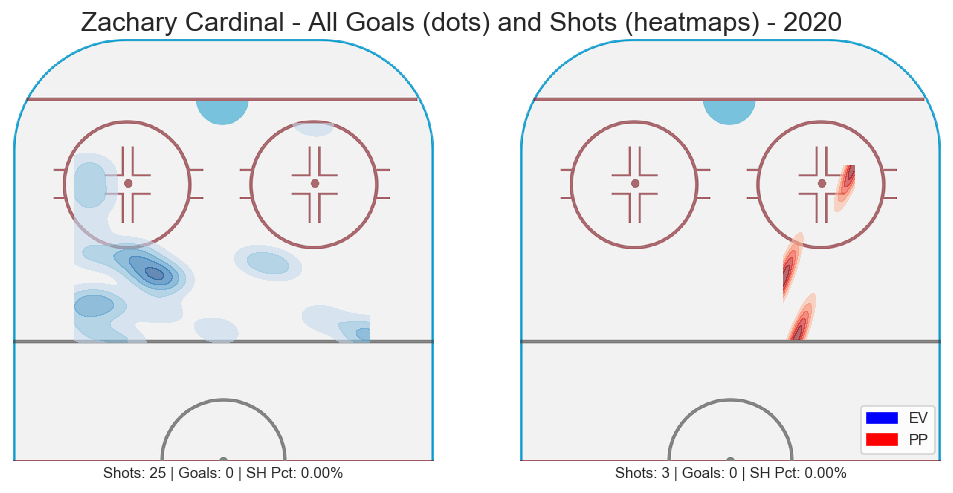 Zachary Cardinal - All Goals (dots) and Shots (heatmaps) - 2020
EV
PP
Shots: 25 | Goals: 0 | SH Pct: 0.00%
Shots: 3 | Goals: 0 | SH Pct: 0.00%